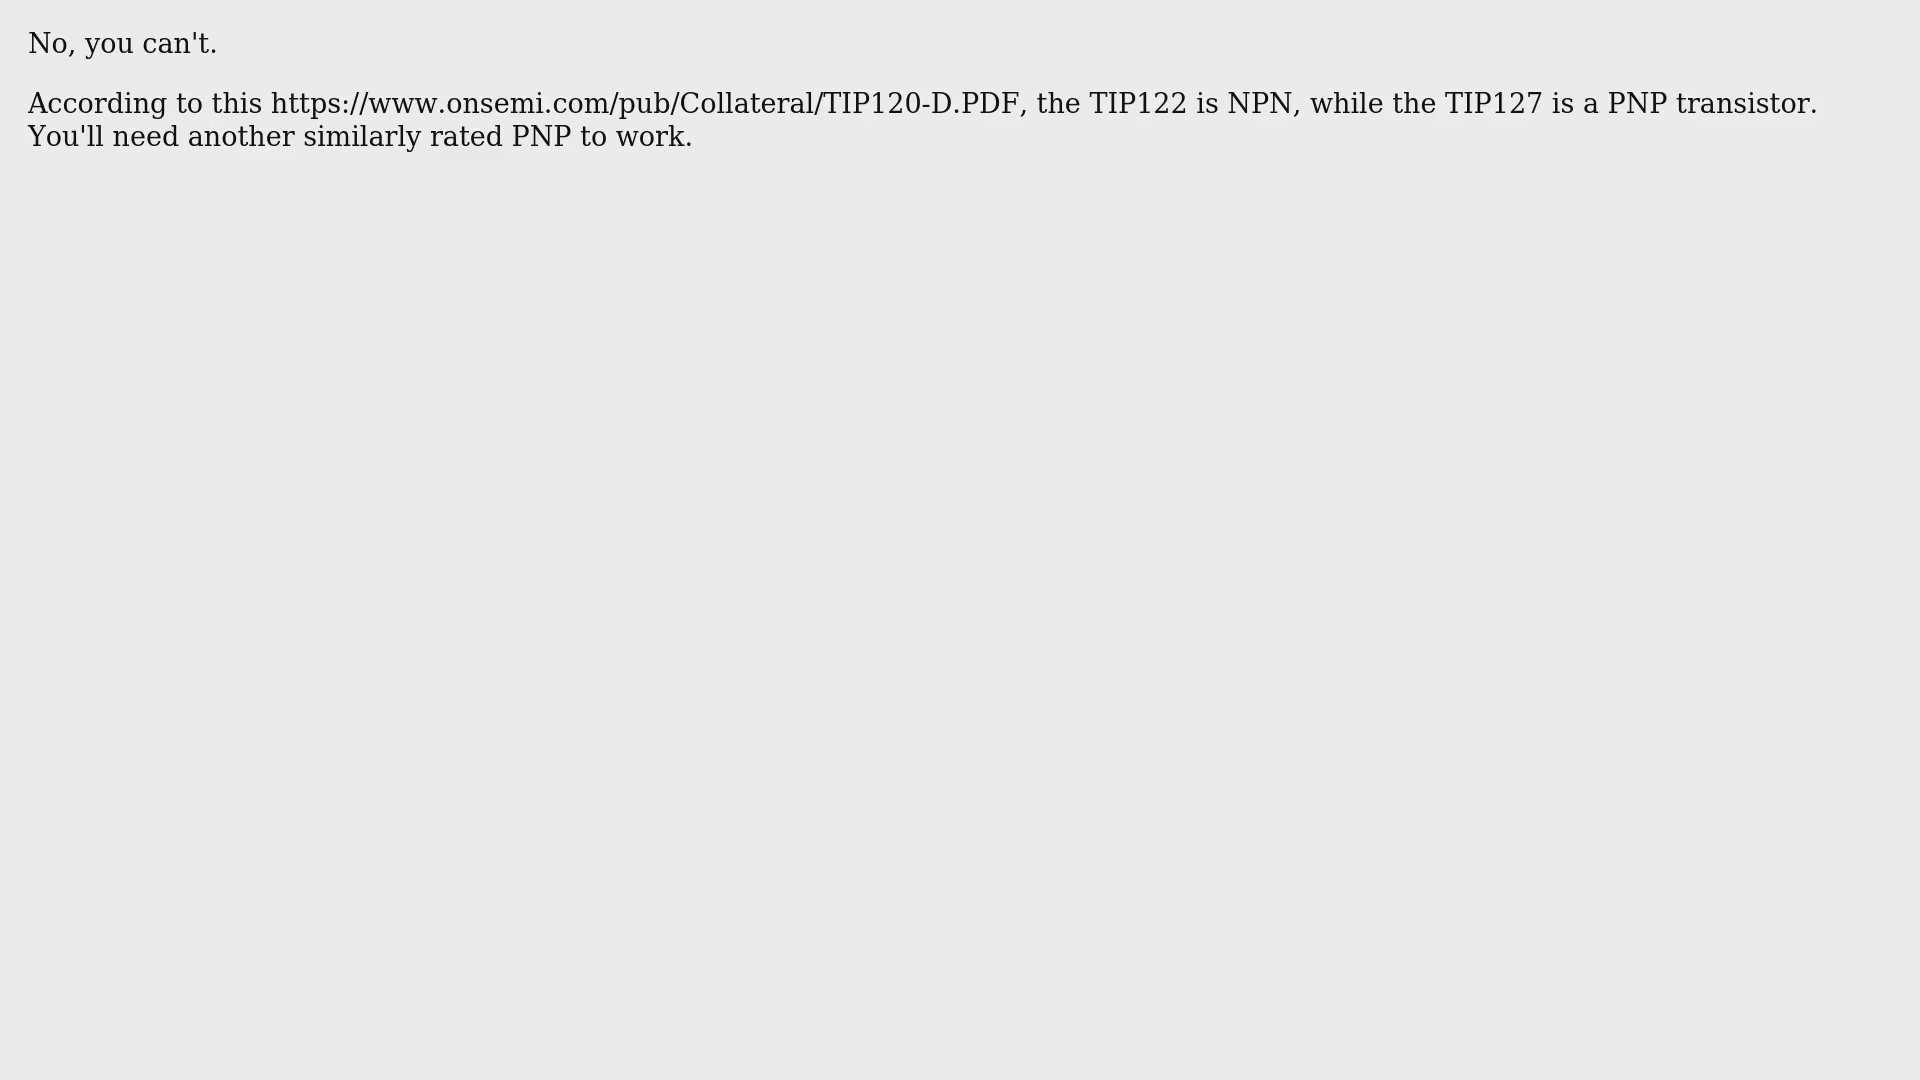 No, you can't.
According to this https://www.onsemi.com/pub/Collateral/TIP120-D.PDF, the TIP122 is NPN, while the TIP127 is a PNP transistor.
You'll need another similarly rated PNP to work.